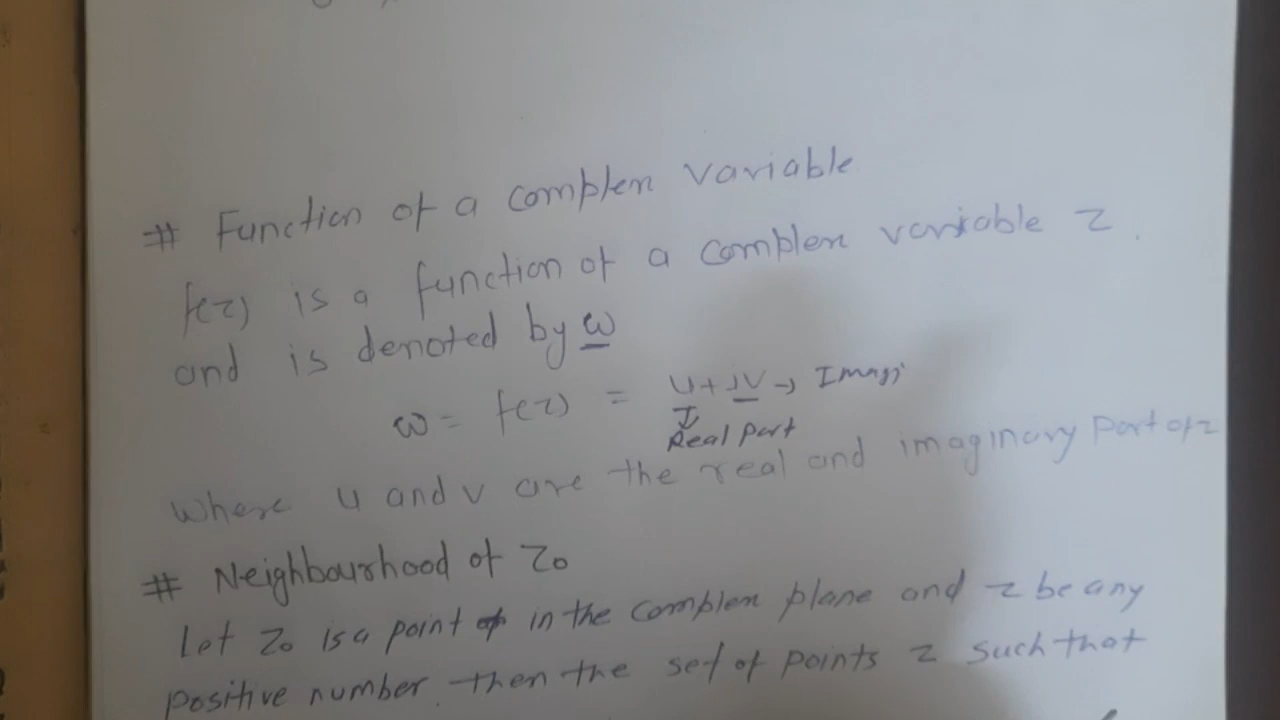 # Function of a complex variable
f(z) is a function of a complex variable z.
and is denoted by ω
ω = f(z) = u+iv → Imagi
↓
Real part
where u and v are the real and imaginary part of z
# Neighbourhood of z₀
Let z₀ is a point in the complex plane and z be any
positive number. then the set of points z such that